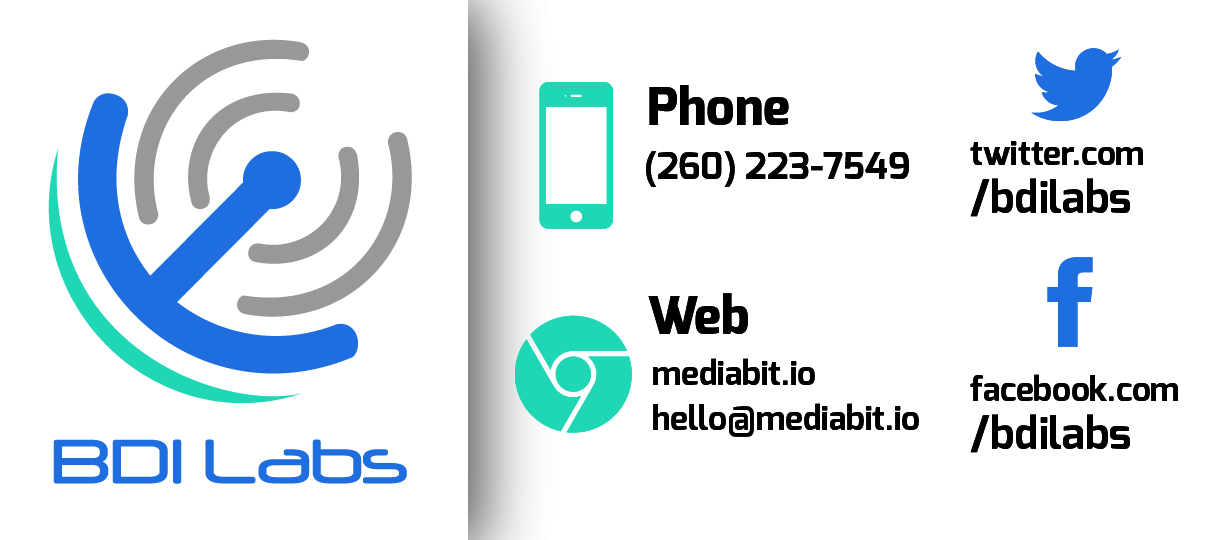 BDI Labs
Phone
(260) 223-7549
Web
mediabit.io
hello@mediabit.io
twitter.com
/bdilabs
facebook.com
/bdilabs